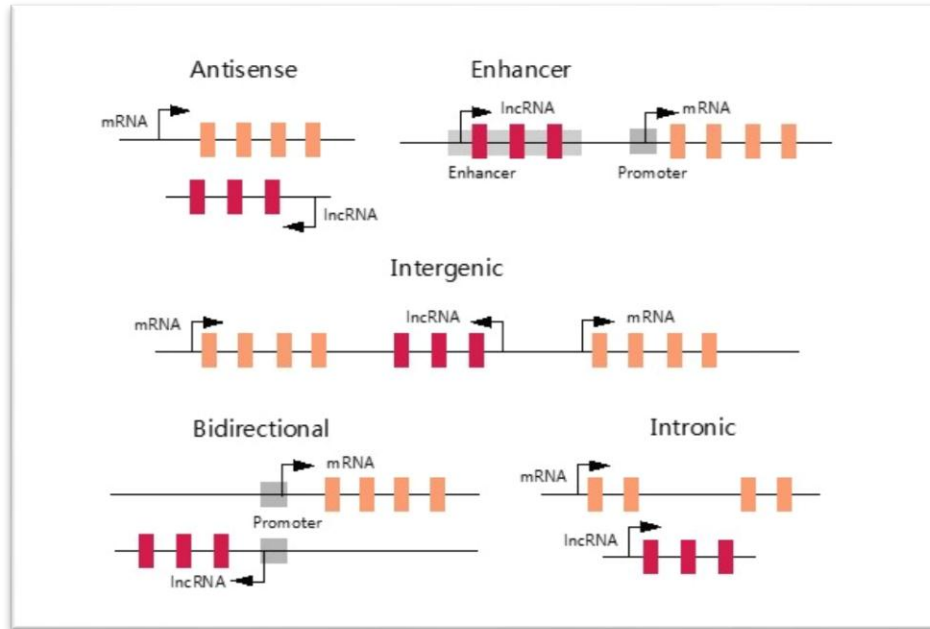 Antisense
Enhancer
mRNA
lncRNA
lncRNA
mRNA
Enhancer
Promoter
Intergenic
mRNA
lncRNA
mRNA
Bidirectional
Intronic
mRNA
Promoter
lncRNA
mRNA
lncRNA